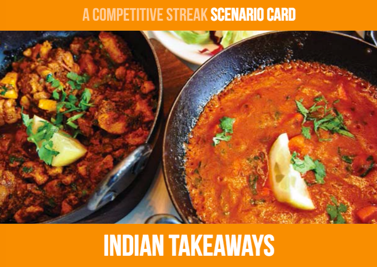 A COMPETITIVE STREAK SCENARIO CARD
INDIAN TAKEAWAYS